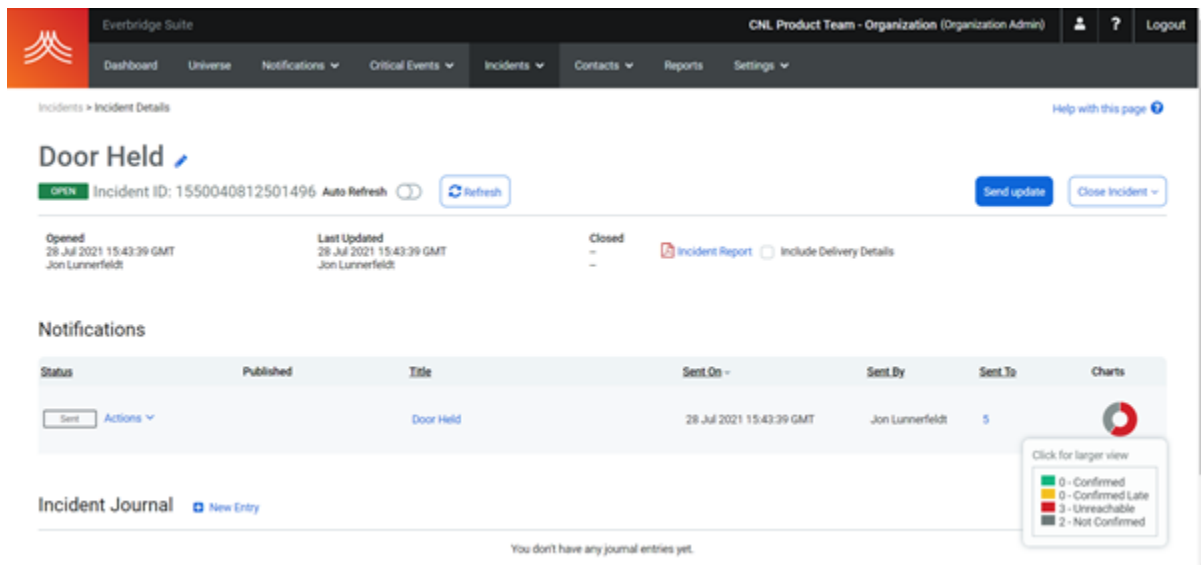 Everbridge Suite
CNL Product Team - Organization (Organization Admin)
?
Logout
Dashboard
Universe
Notifications
Critical Events
Incidents
Contacts
Reports
Settings
Incidents > Incident Details
Help with this page ?
Door Held
OPEN Incident ID: 1550040812501496 Auto Refresh Refresh
Send update
Close Incident
Opened
28 Jul 2021 15:43:39 GMT
Jon Lunnerfeldt
Last Updated
28 Jul 2021 15:43:39 GMT
Jon Lunnerfeldt
Closed
--
--
Incident Report
Include Delivery Details
Notifications
Status Published Title Sent On Sent By Sent To Charts
Sent Actions Door Held 28 Jul 2021 15:43:39 GMT Jon Lunnerfeldt 5
Click for larger view
0 - Confirmed
0 - Confirmed Late
3 - Unreachable
2 - Not Confirmed
Incident Journal New Entry
You don't have any journal entries yet.